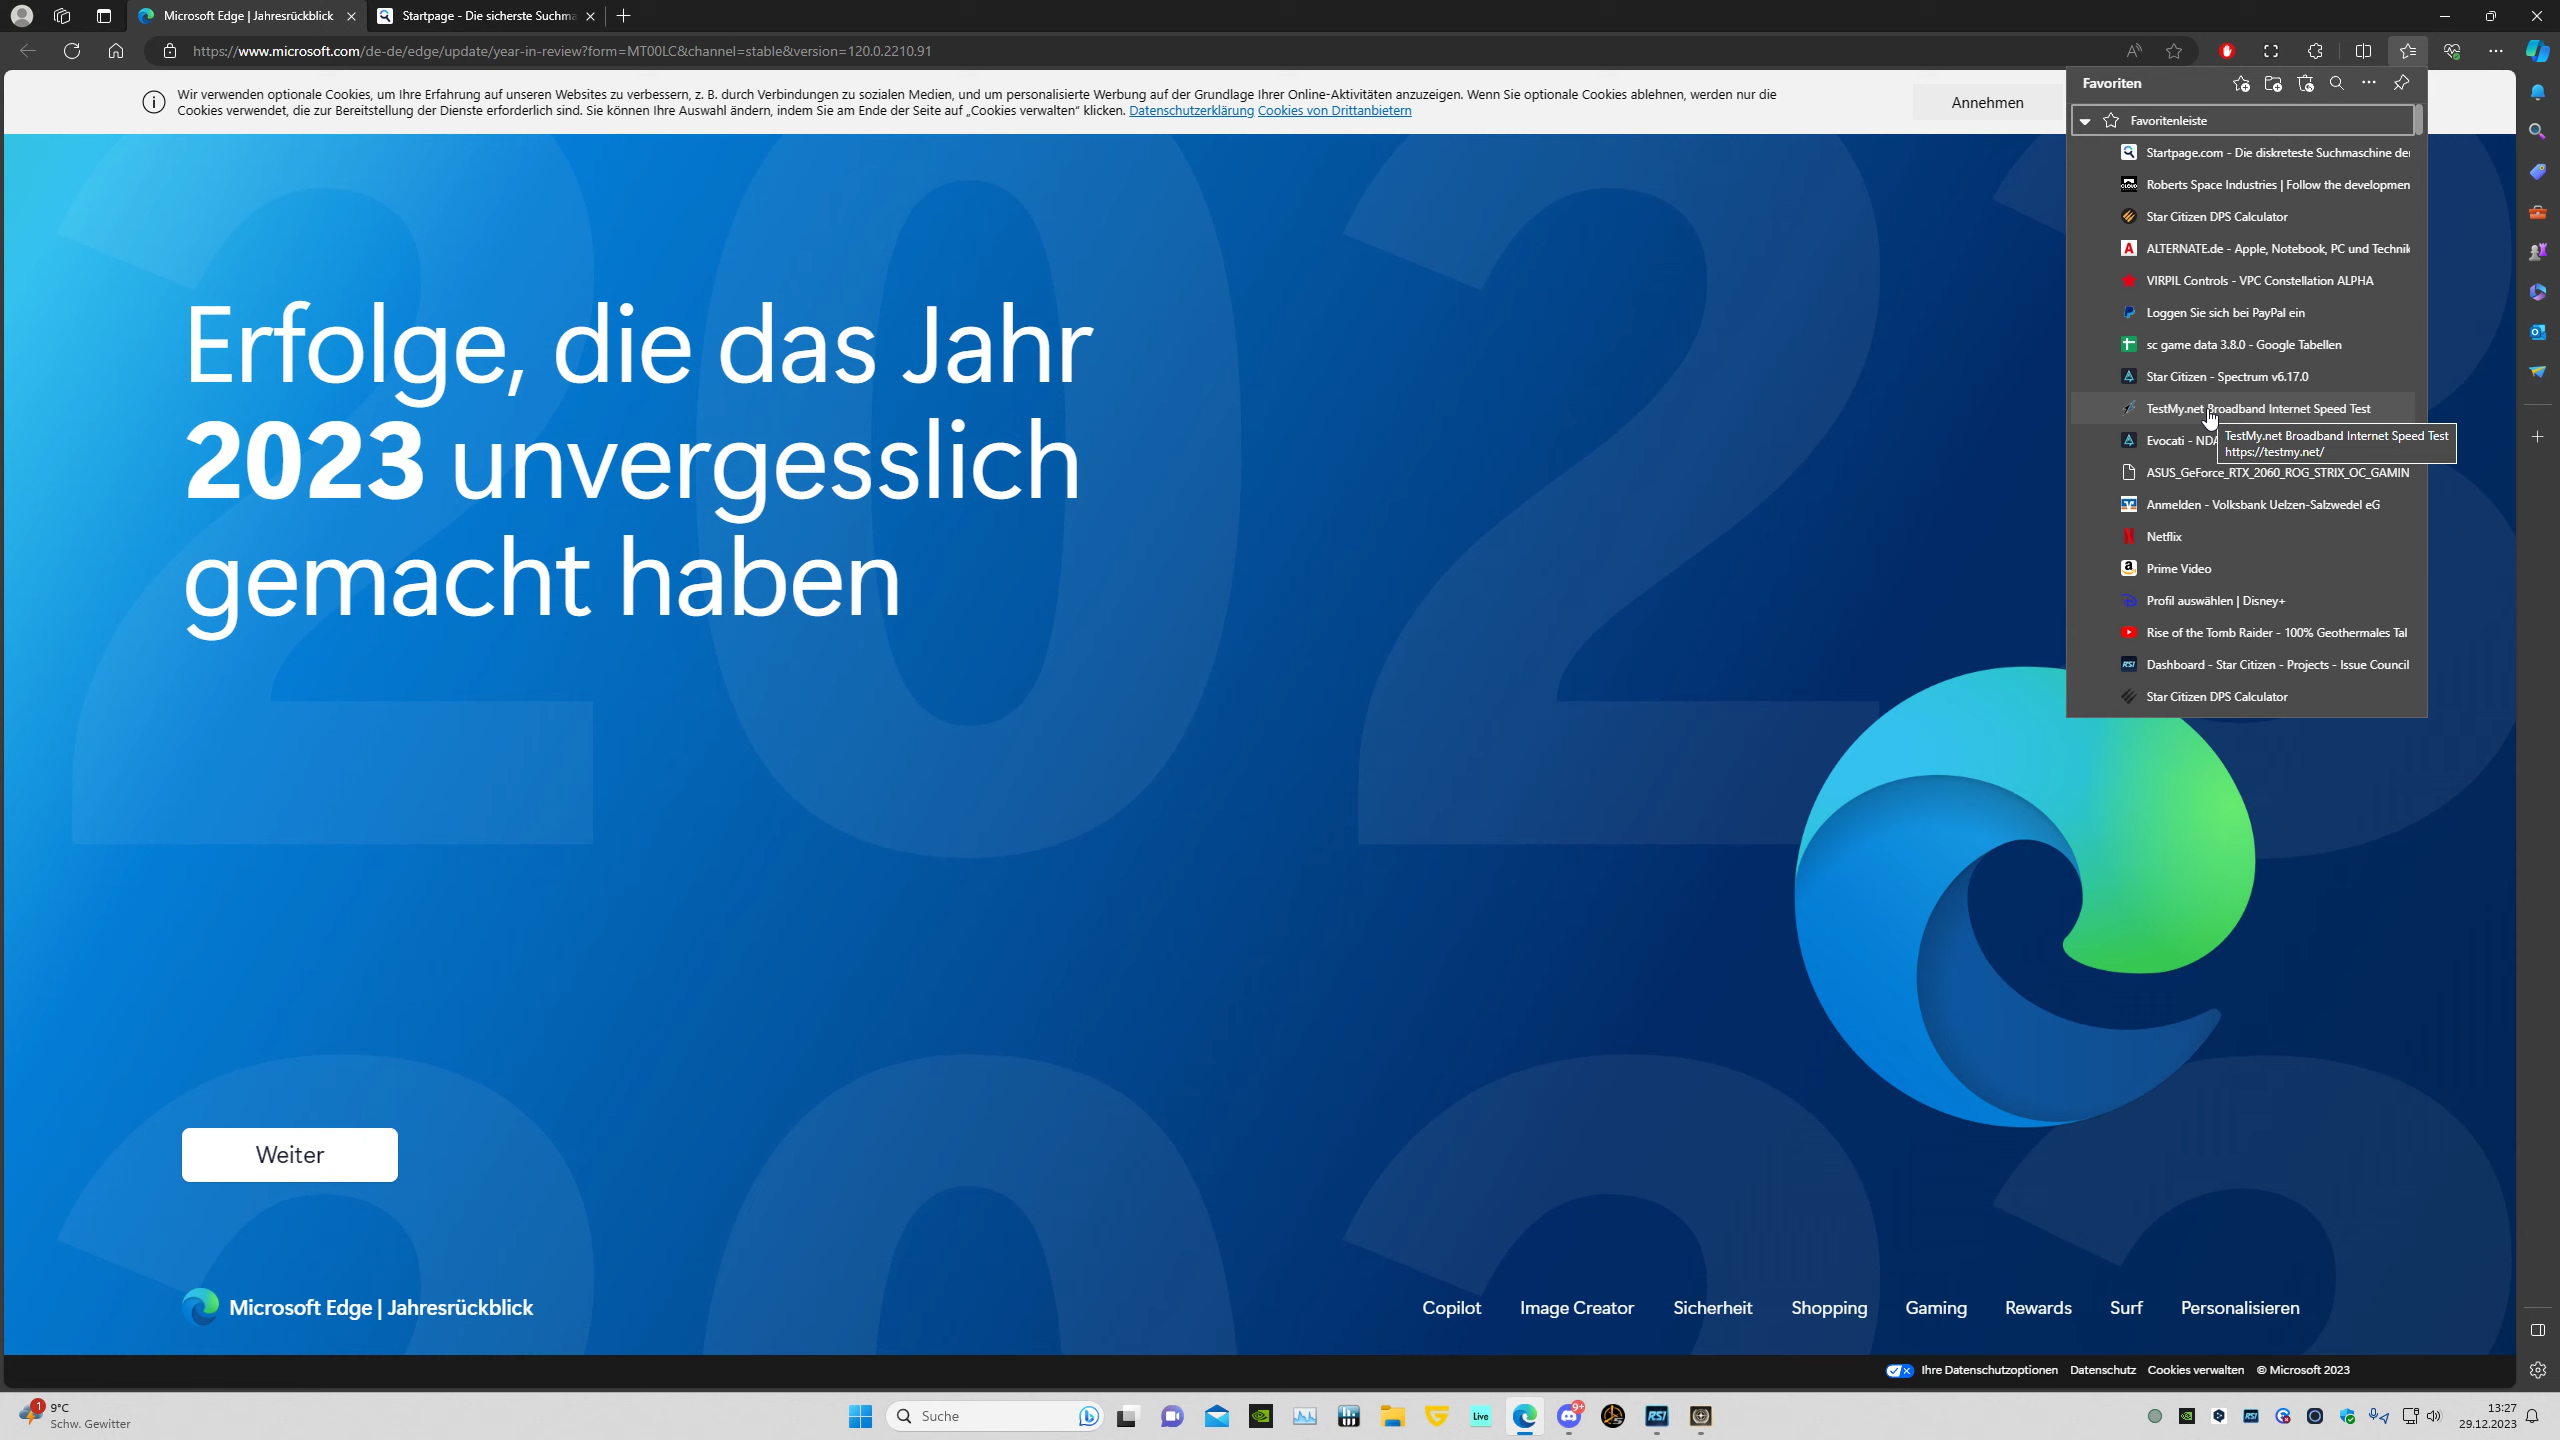 Microsoft Edge | Jahresrückblick
Startpage - Die sicherste Suchma
https://www.microsoft.com/de-de/edge/update/year-in-review?form=MT00LC&channel=stable&version=120.0.2210.91
Wir verwenden optionale Cookies, um Ihre Erfahrung auf unseren Websites zu verbessern, z. B. durch Verbindungen zu sozialen Medien, und um personalisierte Werbung auf der Grundlage Ihrer Online-Aktivitäten anzuzeigen. Wenn Sie optionale Cookies ablehnen, werden nur die
Cookies verwendet, die zur Bereitstellung der Dienste erforderlich sind. Sie können Ihre Auswahl ändern, indem Sie am Ende der Seite auf „Cookies verwalten“ klicken. Datenschutzerklärung Cookies von Drittanbietern
Annehmen
Favoriten
Favoritenleiste
Startpage.com - Die diskreteste Suchmaschine der
Roberts Space Industries | Follow the developmen
Star Citizen DPS Calculator
ALTERNATE.de - Apple, Notebook, PC und Technik
VIRPIL Controls - VPC Constellation ALPHA
Loggen Sie sich bei PayPal ein
sc game data 3.8.0 - Google Tabellen
Star Citizen - Spectrum v6.17.0
TestMy.net Broadband Internet Speed Test
Evocati - NDA
TestMy.net Broadband Internet Speed Test
https://testmy.net/
ASUS_GeForce_RTX_2060_ROG_STRIX_OC_GAMIN
Anmelden - Volksbank Uelzen-Salzwedel eG
Netflix
Prime Video
Profil auswählen | Disney+
Rise of the Tomb Raider - 100% Geothermales Tal
Dashboard - Star Citizen - Projects - Issue Council
Star Citizen DPS Calculator
Erfolge, die das Jahr
2023 unvergesslich
gemacht haben
Weiter
Microsoft Edge | Jahresrückblick
Copilot
Image Creator
Sicherheit
Shopping
Gaming
Rewards
Surf
Personalisieren
Ihre Datenschutzoptionen
Datenschutz
Cookies verwalten
© Microsoft 2023
1
9°C
Schw. Gewitter
Suche
Live
9+
RSI
13:27
29.12.2023